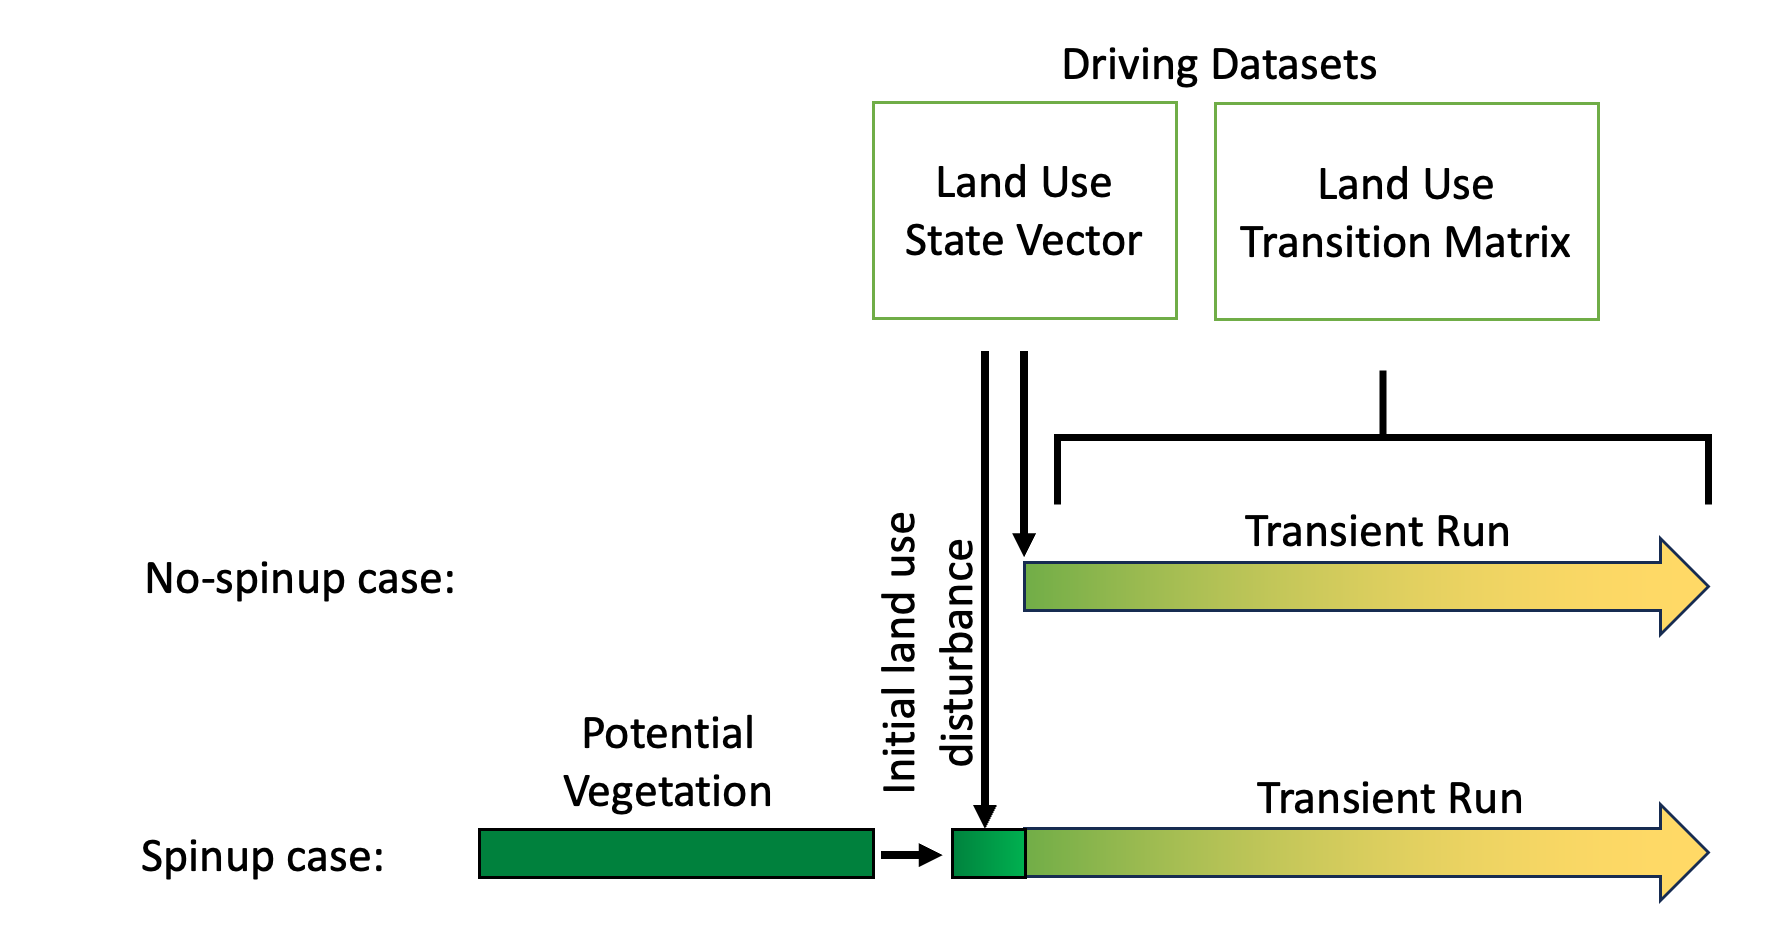 Driving Datasets
Land Use
State Vector
Land Use
Transition Matrix
Initial land use
disturbance
Transient Run
No-spinup case:
Potential
Vegetation
Transient Run
Spinup case: